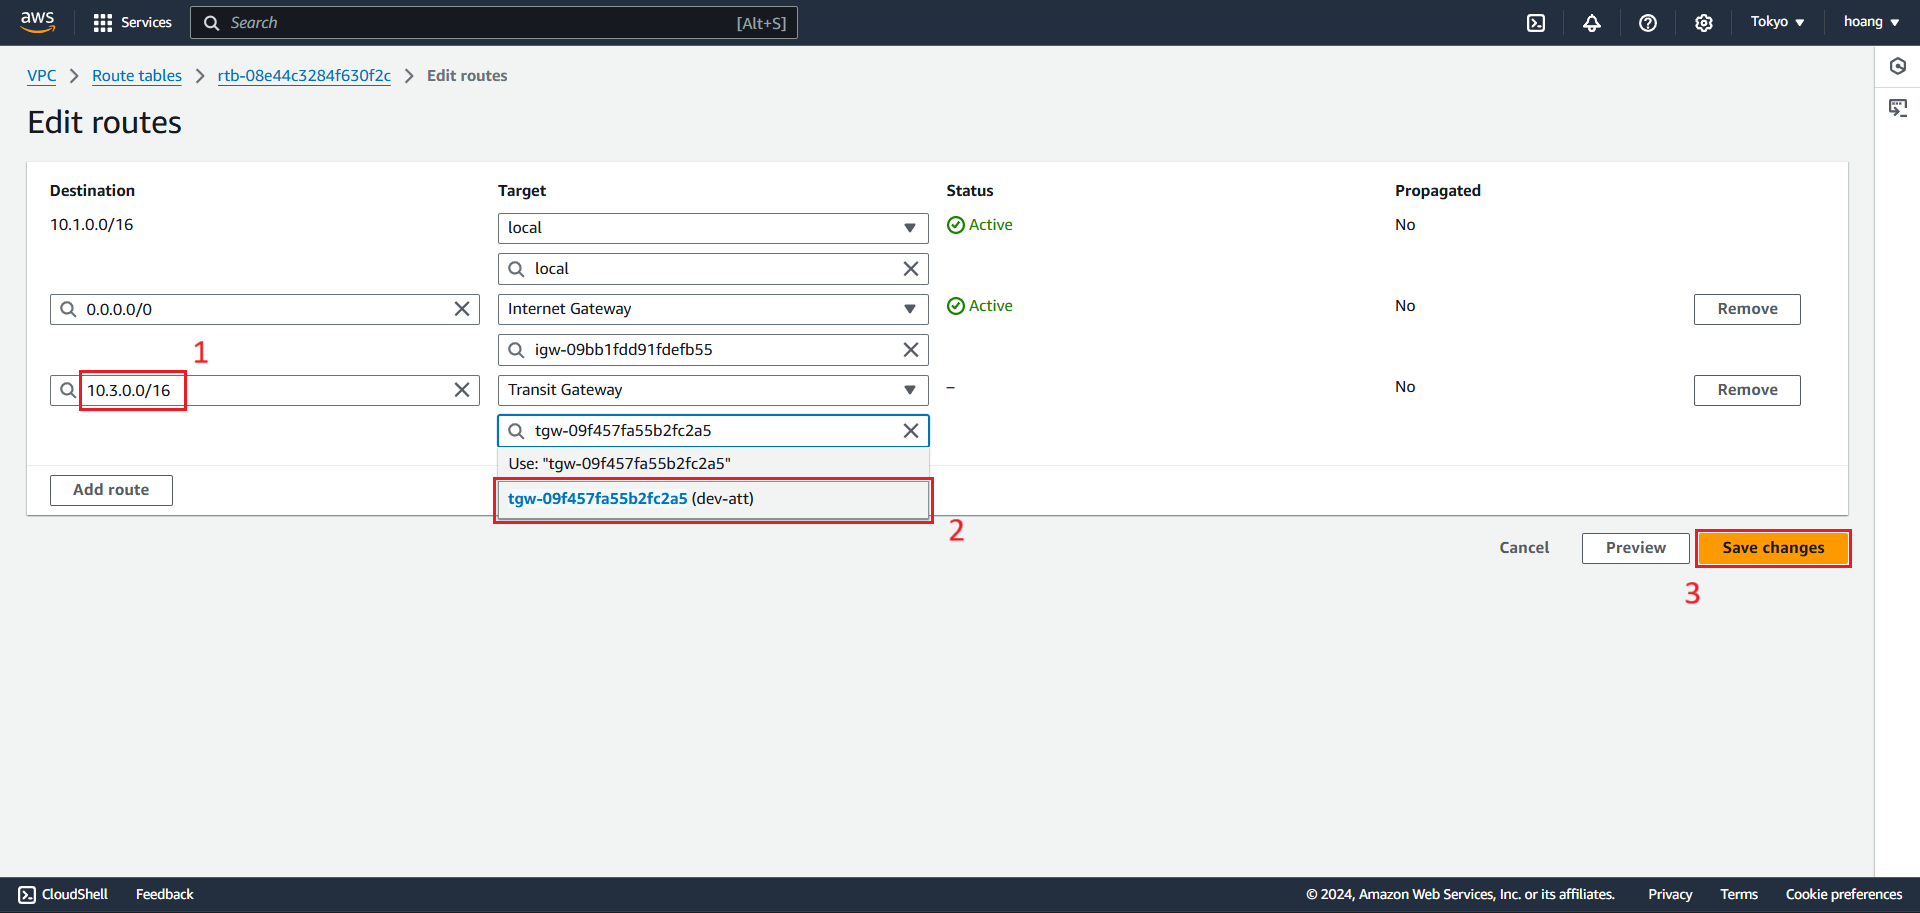 aws Services Search [Alt+S] Tokyo hoang
VPC Route tables rtb-08e44c3284f630f2c Edit routes
Edit routes
Destination Target Status Propagated
10.1.0.0/16 local Active No
local
0.0.0.0/0 Internet Gateway Active No Remove
1 igw-09bb1fdd91fdefb55
10.3.0.0/16 Transit Gateway – No Remove
tgw-09f457fa55b2fc2a5
Use: "tgw-09f457fa55b2fc2a5"
Add route tgw-09f457fa55b2fc2a5 (dev-att)
2
Cancel Preview Save changes
3
CloudShell Feedback © 2024, Amazon Web Services, Inc. or its affiliates. Privacy Terms Cookie preferences